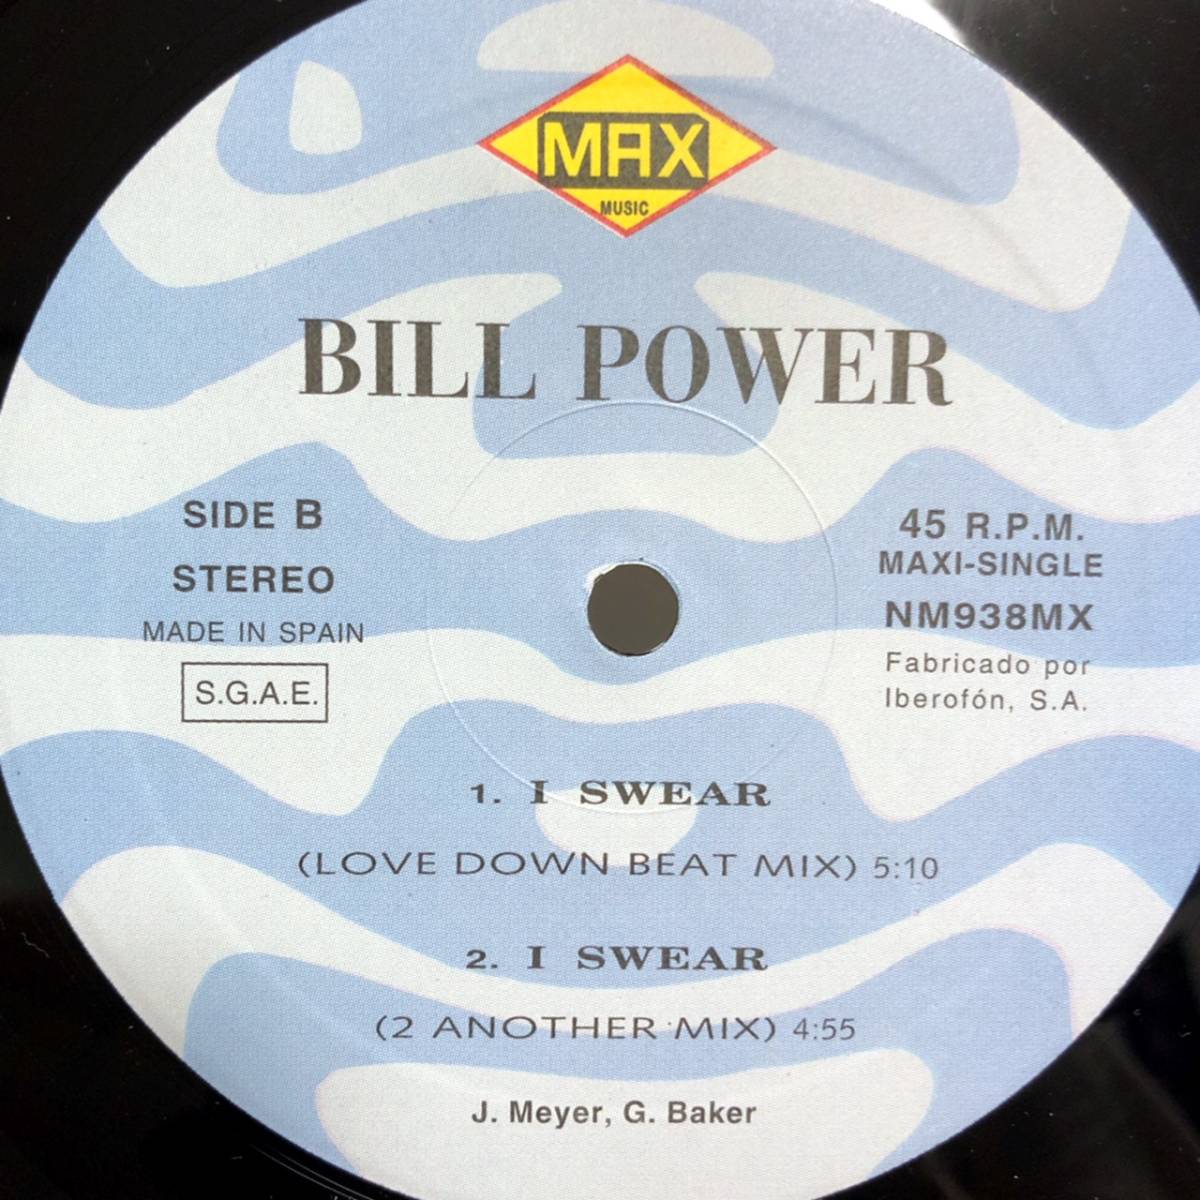 MAX
MUSIC
BILL POWER
SIDE B
STEREO
MADE IN SPAIN
S.G.A.E.
45 R.P.M.
MAXI-SINGLE
NM938MX
Fabricado por
Iberofón, S.A.
1. I SWEAR
(LOVE DOWN BEAT MIX) 5:10
2. I SWEAR
(2 ANOTHER MIX) 4:55
J. Meyer, G. Baker